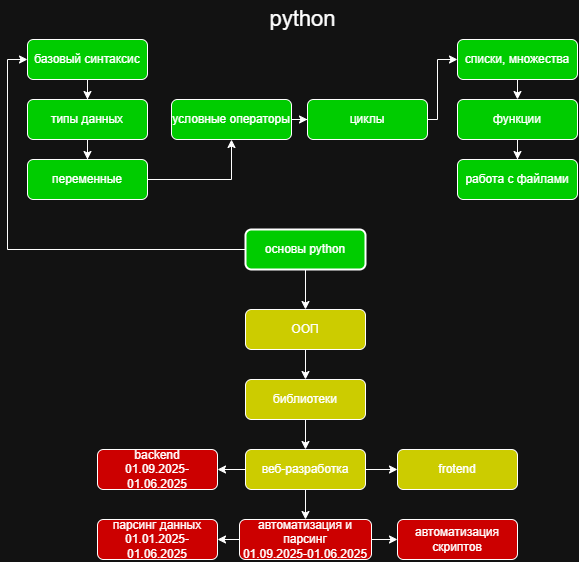 python
базовый синтаксис
списки, множества
типы данных
условные операторы
циклы
функции
переменные
работа с файлами
основы python
ООП
библиотеки
backend
01.09.2025-
01.06.2025
веб-разработка
frotend
парсинг данных
01.01.2025-
01.06.2025
автоматизация и
парсинг
01.09.2025-01.06.2025
автоматизация
скриптов